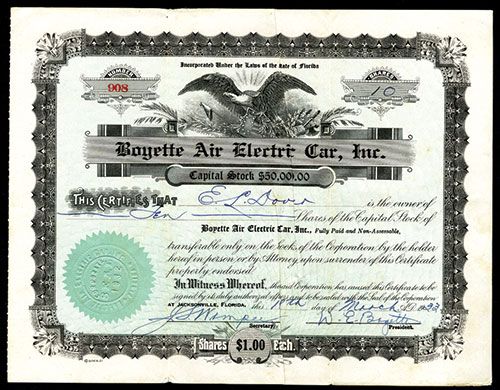 Incorporated Under the Laws of the State of Florida
NUMBER
908
SHARES
10
Boyette Air Electric Car, Inc.
Capital Stock $50,000.00
THIS CERTIFIES THAT E. L. Dover is the owner of
Ten Shares of the Capital Stock of
Boyette Air Electric Car, Inc., Fully Paid and Non-Assessable,
transferable only on the Books of the Corporation by the holder
hereof in person or by Attorney upon surrender of this Certificate
properly endorsed.
In Witness Whereof, the said Corporation has caused this Certificate to be
signed by its duly authorized officers and to be sealed with the Seal of the Corporation
AT JACKSONVILLE, FLORIDA, this day of March A.D. 1923
Secretary. President.
Shares $1.00 Each.